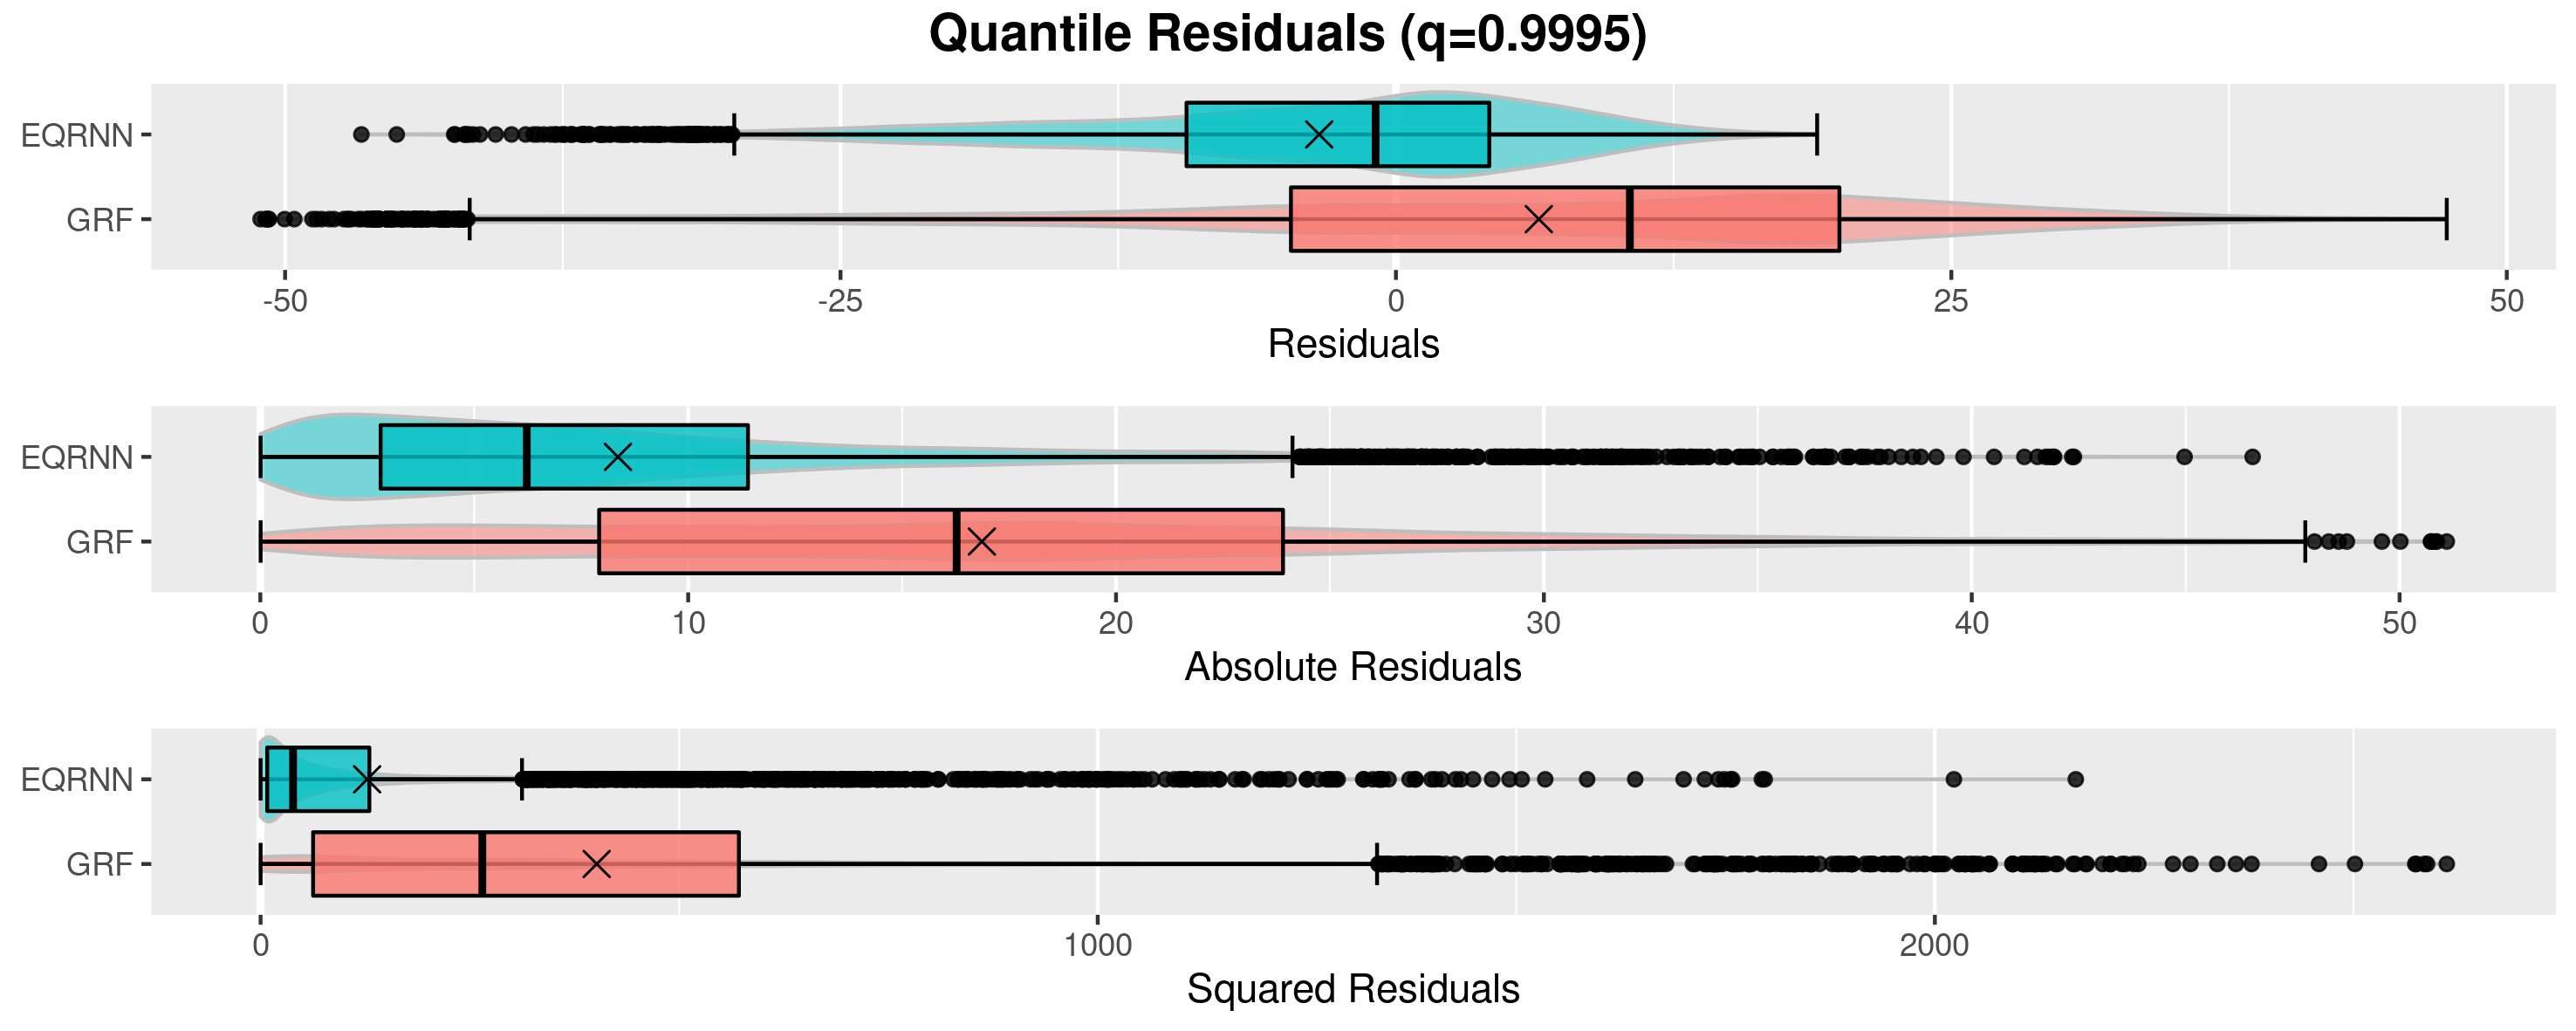 Quantile Residuals (q=0.9995)
EQRNN
GRF
-50 -25 0 25 50
Residuals
EQRNN
GRF
0 10 20 30 40 50
Absolute Residuals
EQRNN
GRF
0 1000 2000
Squared Residuals